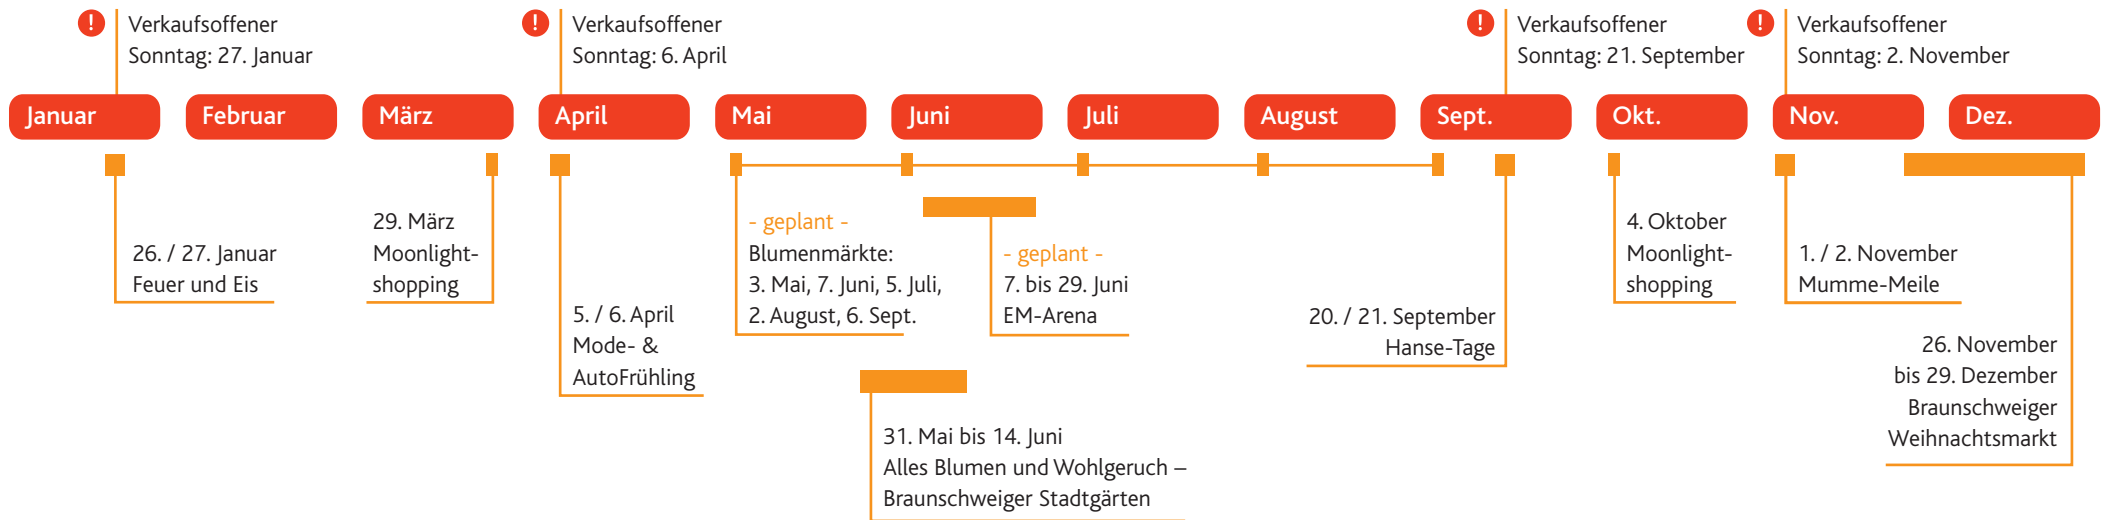 ! Verkaufsoffener
Sonntag: 27. Januar
! Verkaufsoffener
Sonntag: 6. April
! Verkaufsoffener
Sonntag: 21. September
! Verkaufsoffener
Sonntag: 2. November
Januar
Februar
März
April
Mai
Juni
Juli
August
Sept.
Okt.
Nov.
Dez.
26. / 27. Januar
Feuer und Eis
29. März
Moonlight-
shopping
5. / 6. April
Mode- &
AutoFrühling
- geplant -
Blumenmärkte:
3. Mai, 7. Juni, 5. Juli,
2. August, 6. Sept.
- geplant -
7. bis 29. Juni
EM-Arena
31. Mai bis 14. Juni
Alles Blumen und Wohlgeruch –
Braunschweiger Stadtgärten
20. / 21. September
Hanse-Tage
4. Oktober
Moonlight-
shopping
1. / 2. November
Mumme-Meile
26. November
bis 29. Dezember
Braunschweiger
Weihnachtsmarkt